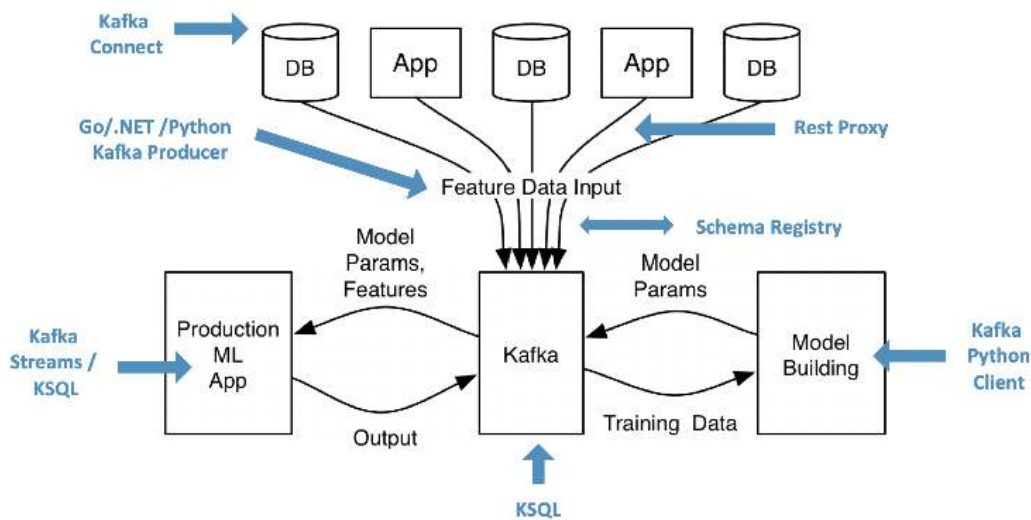 Kafka
Connect
DB
App
DB
App
DB
Go/.NET /Python
Kafka Producer
Rest Proxy
Feature Data Input
Schema Registry
Model
Params,
Features
Model
Params
Kafka
Streams /
KSQL
Production
ML
App
Kafka
Model
Building
Kafka
Python
Client
Output
Training Data
KSQL